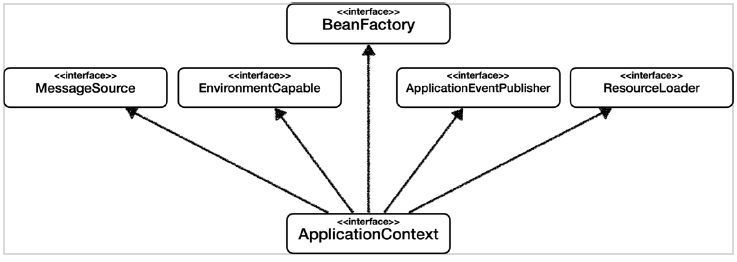 <<interface>>
BeanFactory
<<interface>>
MessageSource
<<interface>>
EnvironmentCapable
<<interface>>
ApplicationEventPublisher
<<interface>>
ResourceLoader
<<interface>>
ApplicationContext